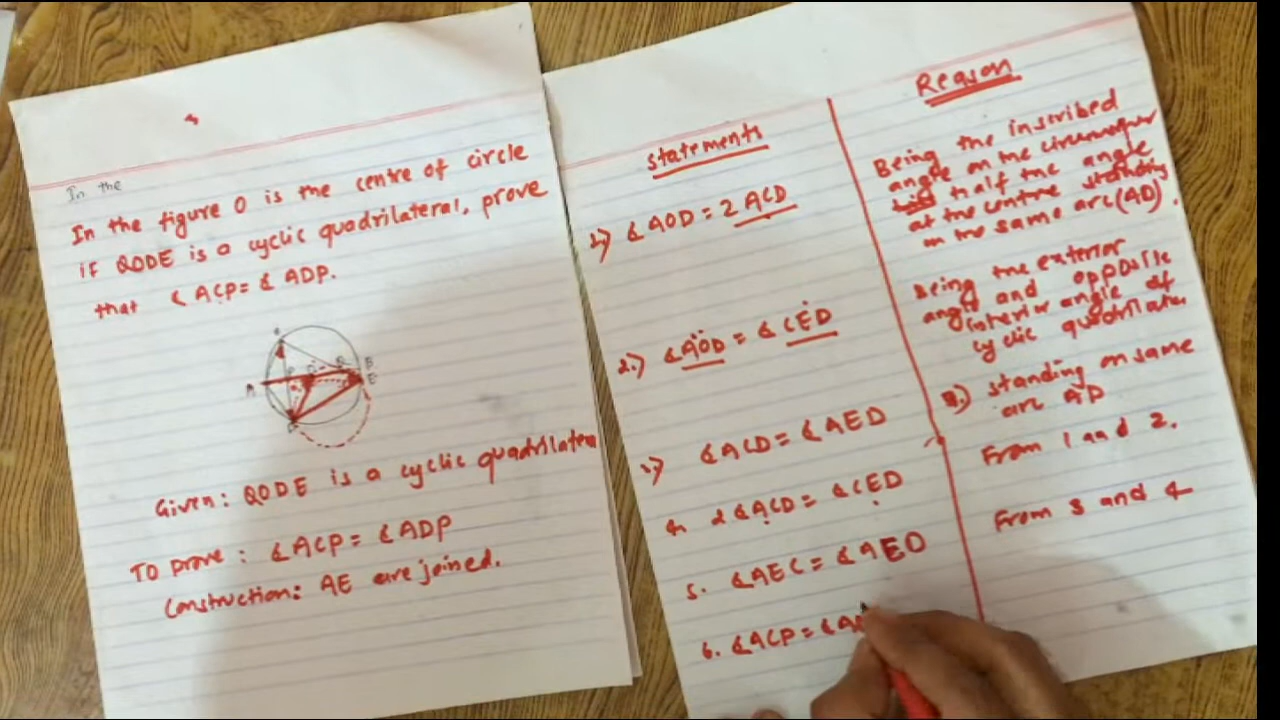 In the
In the figure O is the centre of circle
if QODE is a cyclic quadrilateral, prove
that ∠ACP = ∠ADP.
A
E
Given: QODE is a cyclic quadrilateral
TO prove: ∠ACP = ∠ADP
Construction: AE are joined.
statements
1) ∠AOD = 2 ACD
2.) ∠AOD = ∠CED
3) ∠ACD = ∠AED
4. 2∠ACD = ∠CED
5. ∠AEC = ∠AED
6. ∠ACP = ∠A
Reason
Being the inscribed
angle on the
half the angle
at the centre standing
on the same arc(AD).
Being the exterior
angle and opposite
interior angle of
cyclic quadrilateral
standing on same
arc AD
From 1 and 2.
From 3 and 4